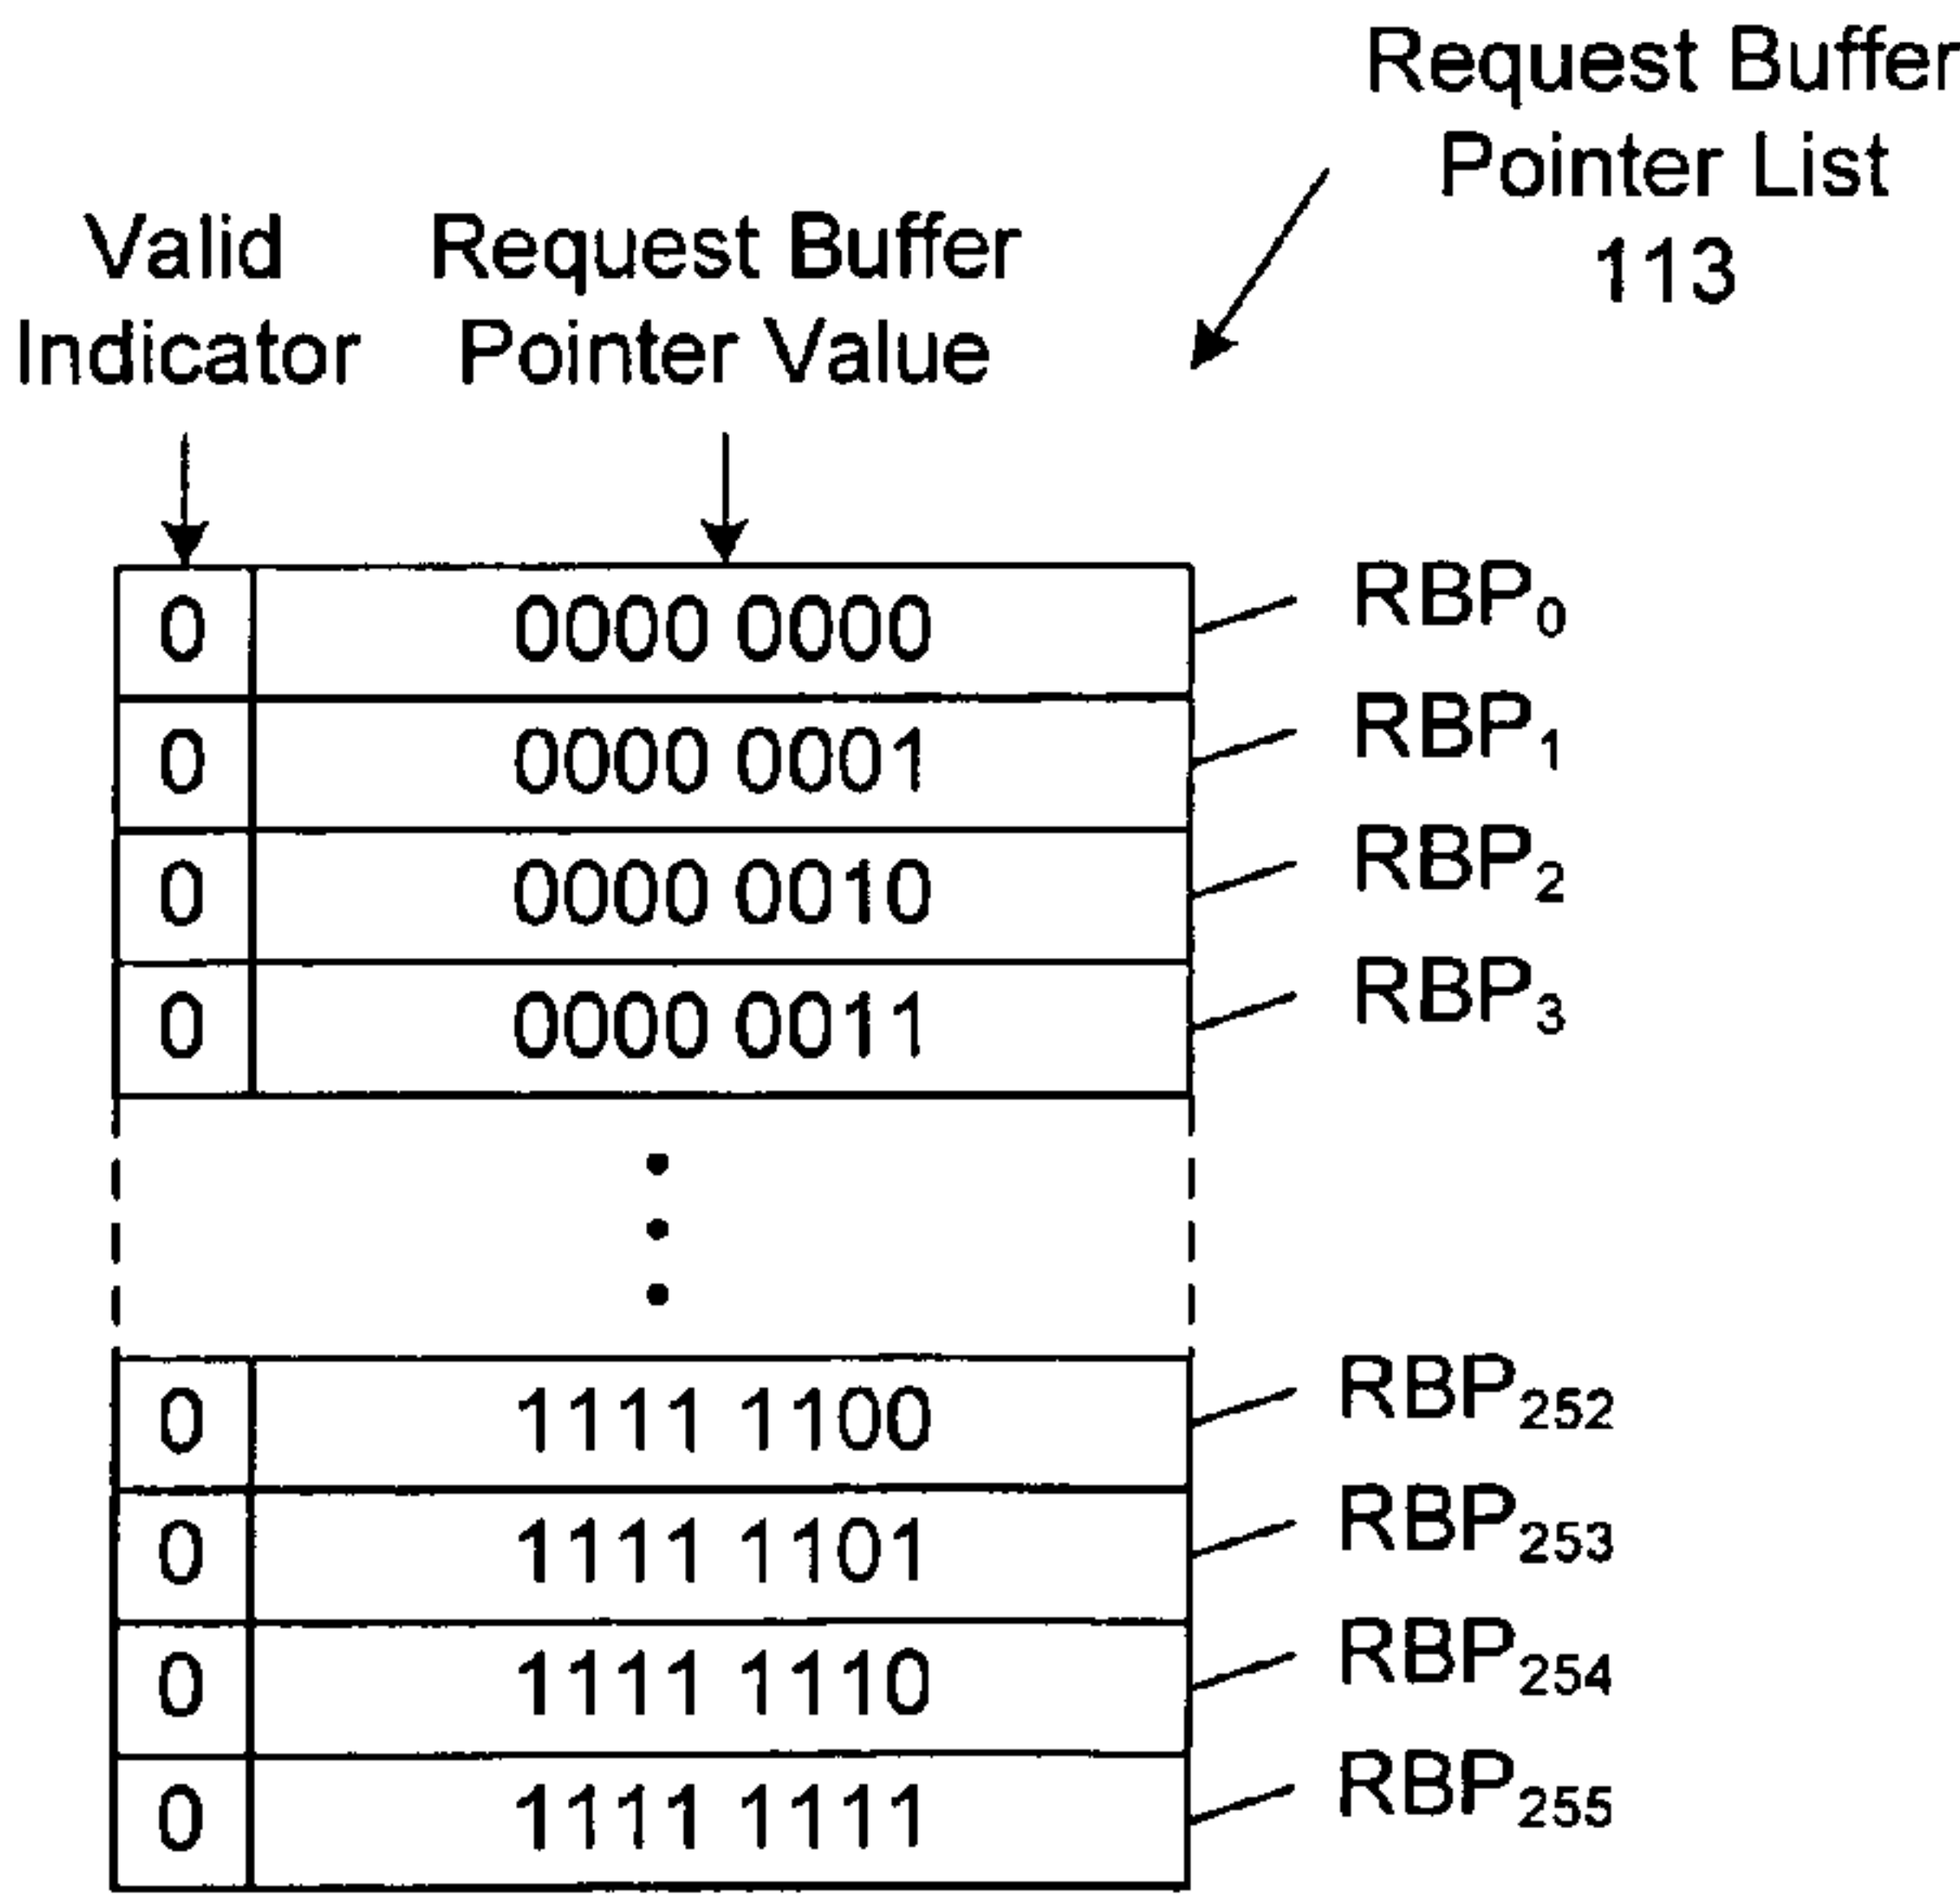 Request Buffer
Pointer List
113
Valid
Indicator
Request Buffer
Pointer Value
0 0000 0000 RBP₀
0 0000 0001 RBP₁
0 0000 0010 RBP₂
0 0000 0011 RBP₃
0 1111 1100 RBP₂₅₂
0 1111 1101 RBP₂₅₃
0 1111 1110 RBP₂₅₄
0 1111 1111 RBP₂₅₅